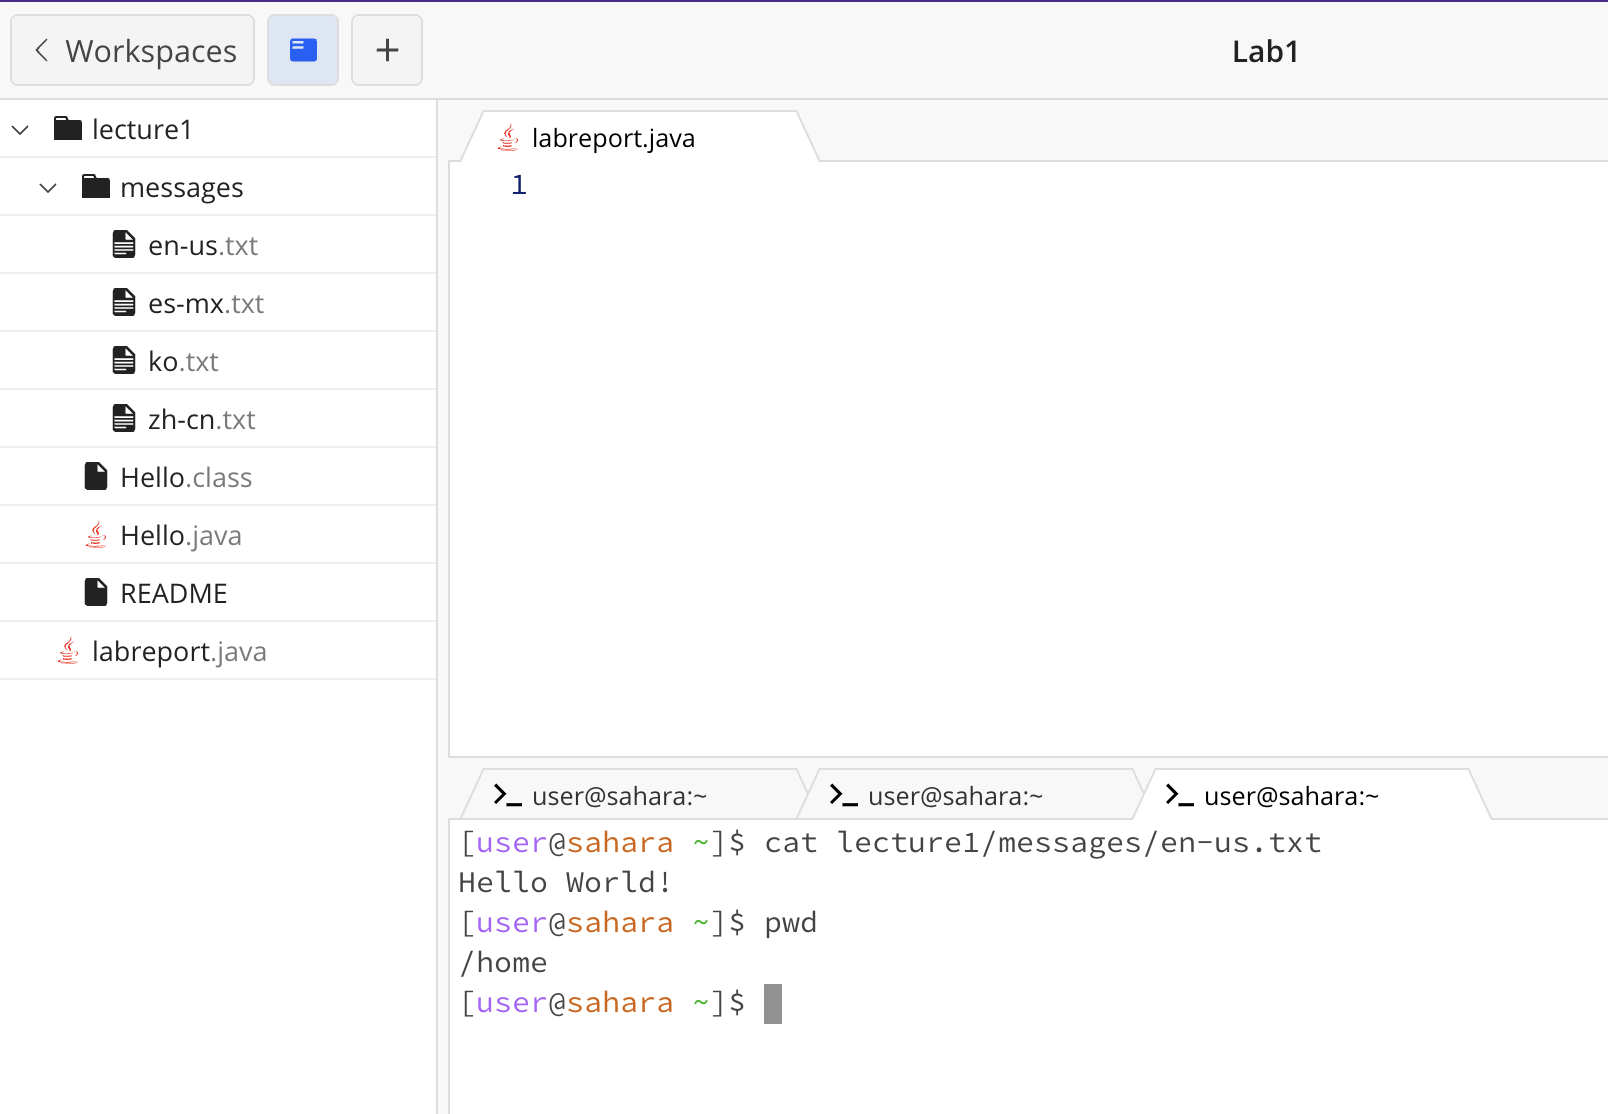 Workspaces
Lab1
lecture1
messages
en-us.txt
es-mx.txt
ko.txt
zh-cn.txt
Hello.class
Hello.java
README
labreport.java
labreport.java
1
user@sahara:~
user@sahara:~
user@sahara:~
[user@sahara ~]$ cat lecture1/messages/en-us.txt
Hello World!
[user@sahara ~]$ pwd
/home
[user@sahara ~]$